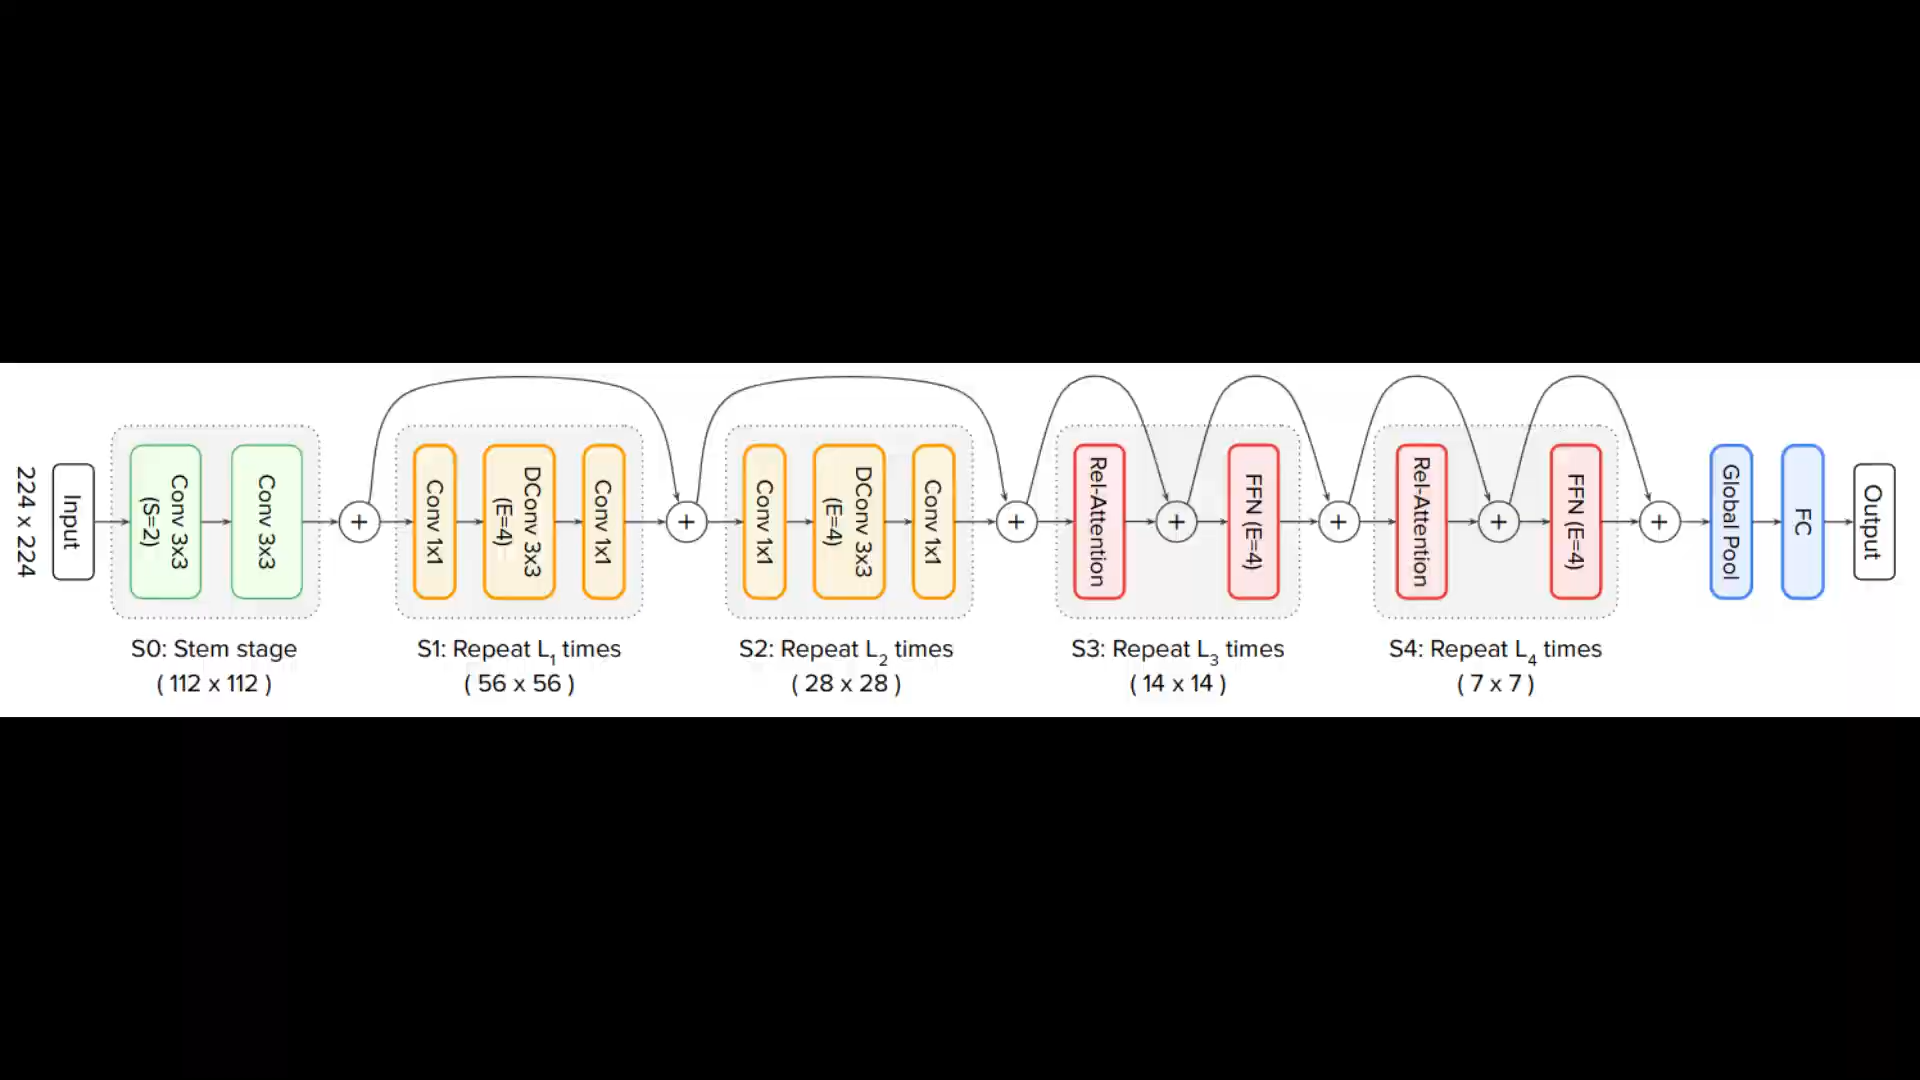 224 x 224
Input
Conv 3x3
(S=2)
Conv 3x3
+
Conv 1x1
DConv 3x3
(E=4)
Conv 1x1
+
Conv 1x1
DConv 3x3
(E=4)
Conv 1x1
+
Rel-Attention
+
FFN (E=4)
+
Rel-Attention
+
FFN (E=4)
+
Global Pool
FC
Output
S0: Stem stage
( 112 x 112 )
S1: Repeat L1 times
( 56 x 56 )
S2: Repeat L2 times
( 28 x 28 )
S3: Repeat L3 times
( 14 x 14 )
S4: Repeat L4 times
( 7 x 7 )